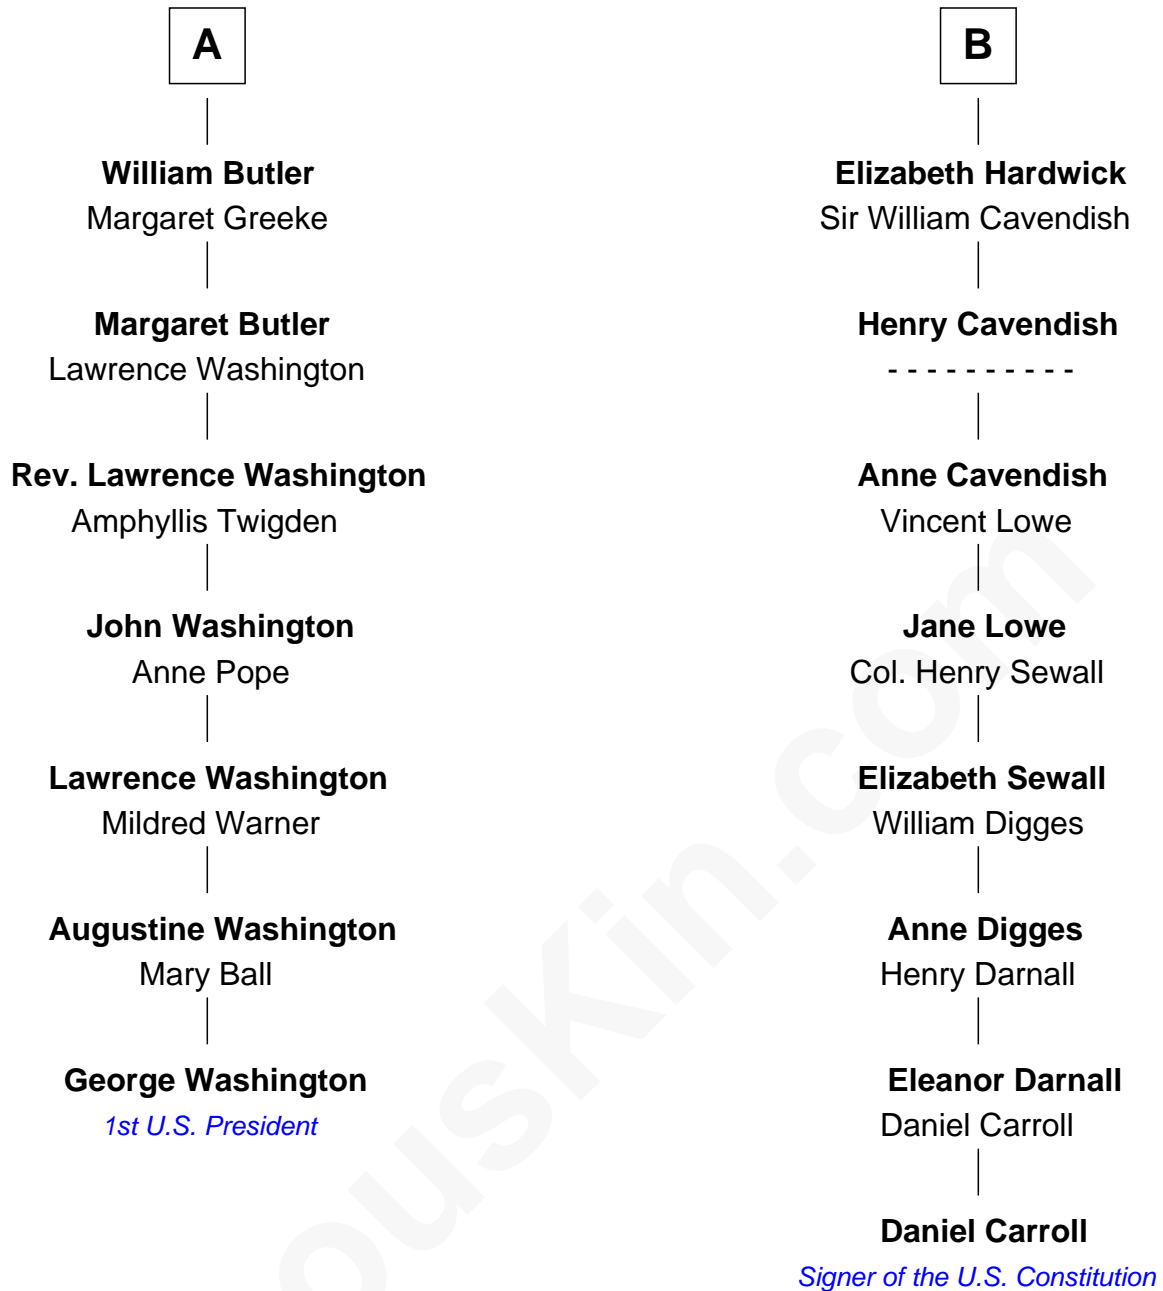 A
William Butler
Margaret Greeke
Margaret Butler
Lawrence Washington
Rev. Lawrence Washington
Amphyllis Twigden
John Washington
Anne Pope
Lawrence Washington
Mildred Warner
Augustine Washington
Mary Ball
George Washington
1st U.S. President
B
Elizabeth Hardwick
Sir William Cavendish
Henry Cavendish
- - - - - - - - - -
Anne Cavendish
Vincent Lowe
Jane Lowe
Col. Henry Sewall
Elizabeth Sewall
William Digges
Anne Digges
Henry Darnall
Eleanor Darnall
Daniel Carroll
Daniel Carroll
Signer of the U.S. Constitution
ousKin.com